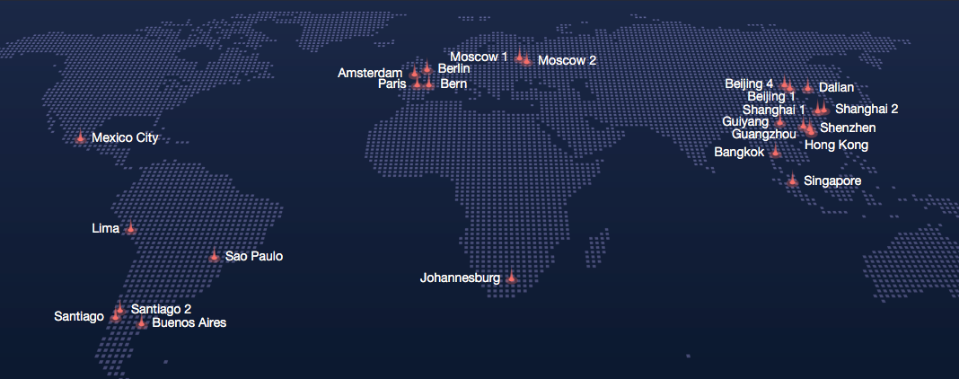 Moscow 1
Moscow 2
Amsterdam
Berlin
Paris
Bern
Beijing 4
Dalian
Beijing 1
Shanghai 1
Shanghai 2
Guiyang
Shenzhen
Guangzhou
Hong Kong
Mexico City
Bangkok
Singapore
Lima
Sao Paulo
Johannesburg
Santiago 2
Santiago
Buenos Aires